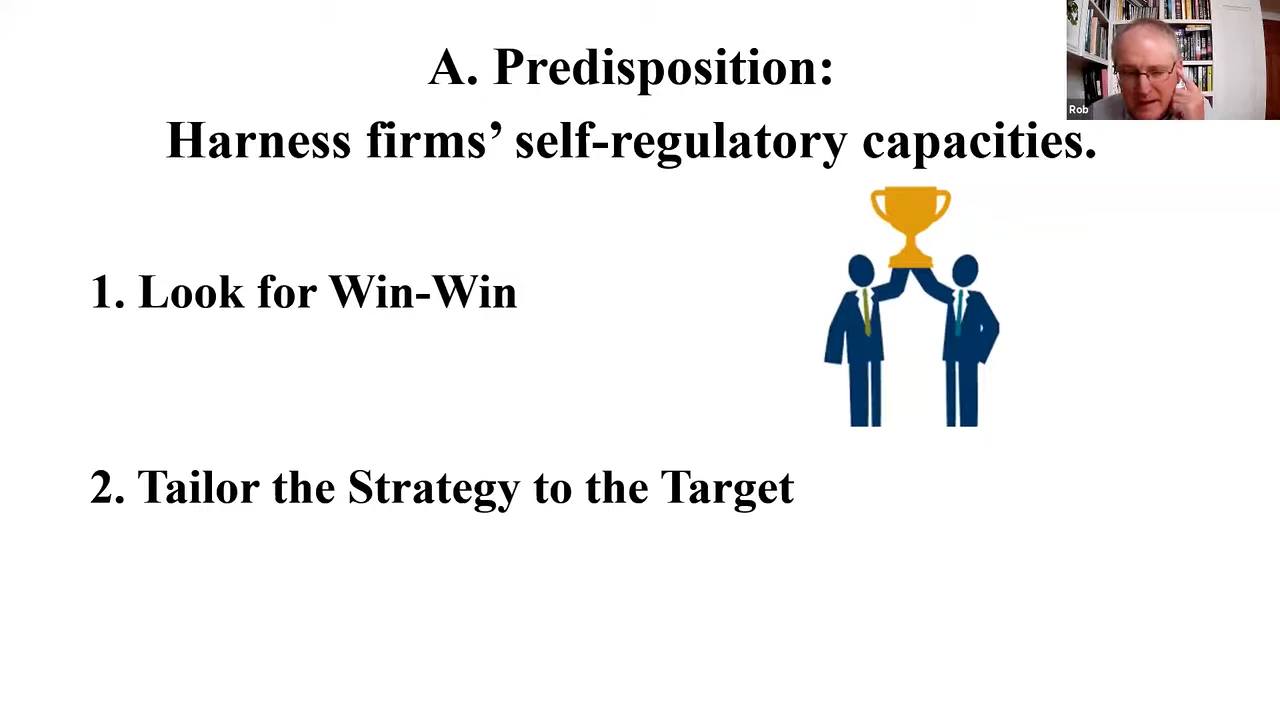 A. Predisposition:
Harness firms’ self-regulatory capacities.
Rob
1. Look for Win-Win
2. Tailor the Strategy to the Target